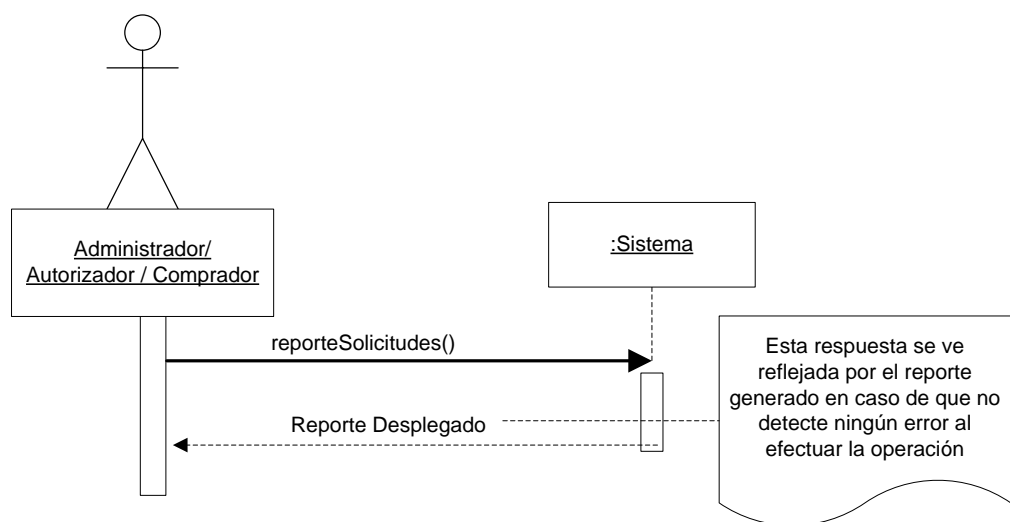 Administrador/
Autorizador / Comprador
:Sistema
reporteSolicitudes()
Reporte Desplegado
Esta respuesta se ve
reflejada por el reporte
generado en caso de que no
detecte ningún error al
efectuar la operación